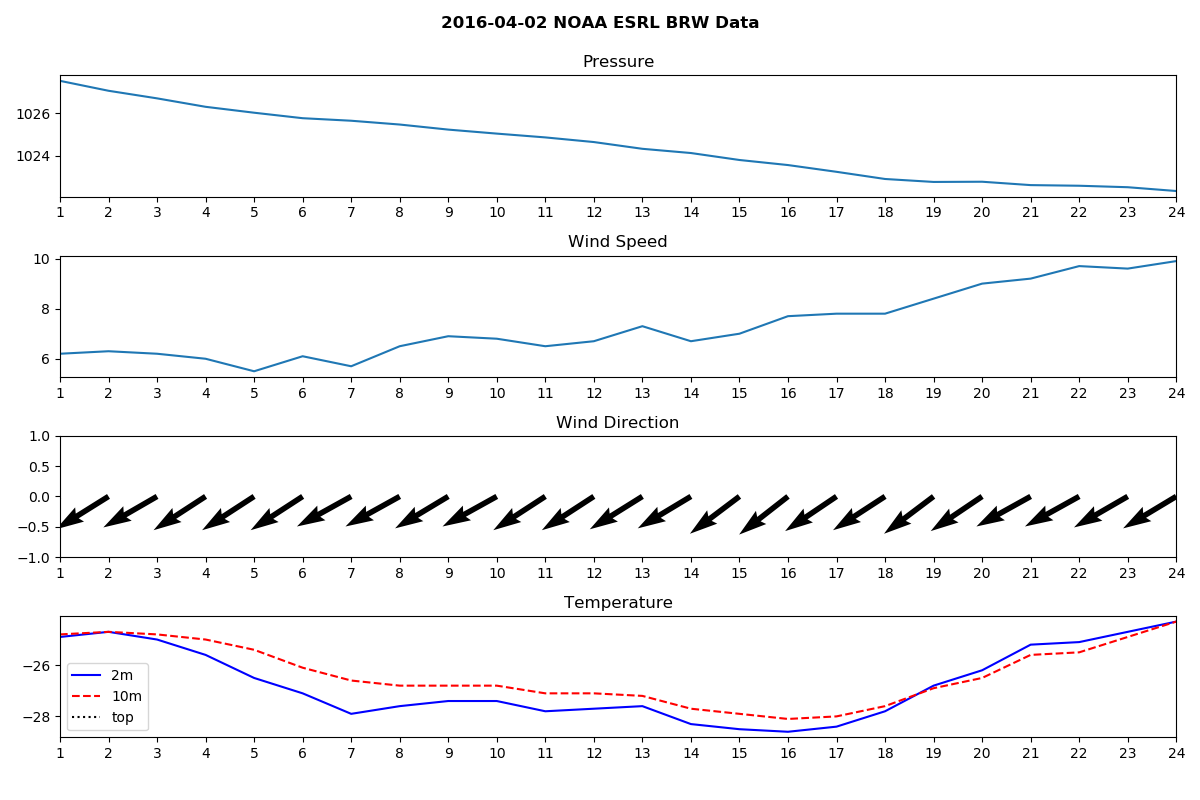 2016-04-02 NOAA ESRL BRW Data
Pressure
1026
1024
1 2 3 4 5 6 7 8 9 10 11 12 13 14 15 16 17 18 19 20 21 22 23 24
Wind Speed
10
8
6
1 2 3 4 5 6 7 8 9 10 11 12 13 14 15 16 17 18 19 20 21 22 23 24
Wind Direction
1.0
0.5
0.0
−0.5
−1.0
1 2 3 4 5 6 7 8 9 10 11 12 13 14 15 16 17 18 19 20 21 22 23 24
Temperature
−26
−28
2m
10m
top
1 2 3 4 5 6 7 8 9 10 11 12 13 14 15 16 17 18 19 20 21 22 23 24